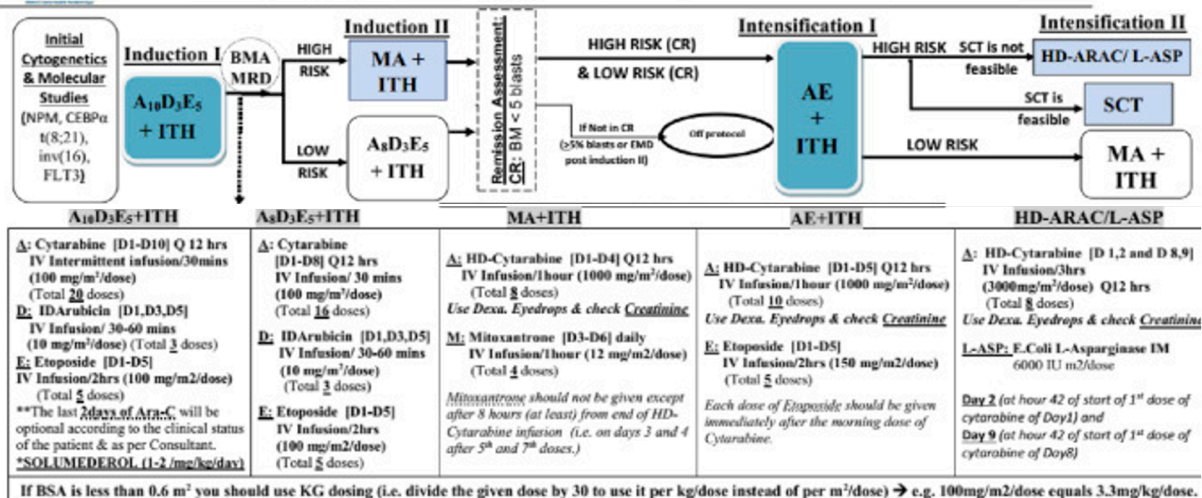 Initial
Cytogenetics
& Molecular
Studies
(NPM, CEBPα
t(8;21),
inv(16),
FLT3)
Induction I
A10D3E5
+ ITH
BMA
MRD
HIGH
RISK
LOW
RISK
Induction II
MA +
ITH
A8D3E5
+ ITH
Remission Assessment:
CR: BM < 5 blasts
HIGH RISK (CR)
& LOW RISK (CR)
If Not in CR
(≥5% blasts or EMD
post induction II)
Off protocol
Intensification I
AE
+
ITH
HIGH RISK
SCT is not
feasible
SCT is
feasible
LOW RISK
Intensification II
HD-ARAC/ L-ASP
SCT
MA +
ITH
A10D3E5+ITH
A: Cytarabine [D1-D10] Q 12 hrs
IV Intermittent infusion/30mins
(100 mg/m²/dose)
(Total 20 doses)
D: IDArubicin [D1,D3,D5]
IV Infusion/ 30-60 mins
(10 mg/m²/dose) (Total 3 doses)
E: Etoposide [D1-D5]
IV Infusion/2hrs (100 mg/m2/dose)
(Total 5 doses)
**The last 2days of Ara-C will be
optional according to the clinical status
of the patient & as per Consultant.
*SOLUMEDEROL (1-2 /mg/kg/day)
A8D3E5+ITH
A: Cytarabine
[D1-D8] Q12 hrs
IV Infusion/ 30 mins
(100 mg/m²/dose)
(Total 16 doses)
D: IDArubicin [D1,D3,D5]
IV Infusion/ 30-60 mins
(10 mg/m²/dose)
(Total 3 doses)
E: Etoposide [D1-D5]
IV Infusion/2hrs
(100 mg/m2/dose)
(Total 5 doses)
MA+ITH
A: HD-Cytarabine [D1-D4] Q12 hrs
IV Infusion/1hour (1000 mg/m²/dose)
(Total 8 doses)
Use Dexa. Eyedrops & check Creatinine
M: Mitoxantrone [D3-D6] daily
IV Infusion/1hour (12 mg/m²/dose)
(Total 4 doses)
Mitoxantrone should not be given except
after 8 hours (at least) from end of HD-
Cytarabine infusion (i.e. on days 3 and 4
after 5th and 7th doses.)
AE+ITH
A: HD-Cytarabine [D1-D5] Q12 hrs
IV Infusion/1hour (1000 mg/m²/dose)
(Total 10 doses)
Use Dexa. Eyedrops & check Creatinine
E: Etoposide [D1-D5]
IV Infusion/2hrs (150 mg/m²/dose)
(Total 5 doses)
Each dose of Etoposide should be given
immediately after the morning dose of
Cytarabine.
HD-ARAC/L-ASP
A: HD-Cytarabine [D 1,2 and D 8,9]
IV Infusion/3hrs
(3000mg/m²/dose) Q12 hrs
(Total 8 doses)
Use Dexa. Eyedrops & check Creatinine
L-ASP: E.Coli L-Asparginase IM
6000 IU m2/dose
Day 2 (at hour 42 of start of 1st dose of
cytarabine of Day1) and
Day 9 (at hour 42 of start of 1st dose of
cytarabine of Day8)
If BSA is less than 0.6 m² you should use KG dosing (i.e. divide the given dose by 30 to use it per kg/dose instead of per m²/dose) → e.g. 100mg/m2/dose equals 3.3mg/kg/dose.